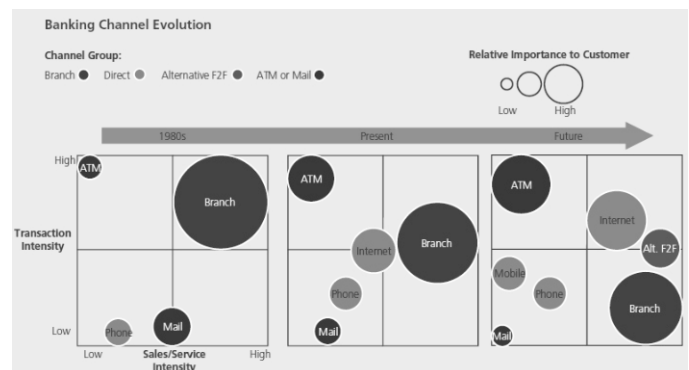 Banking Channel Evolution
Channel Group:
Branch Direct Alternative F2F ATM or Mail
Relative Importance to Customer
Low High
1980s Present Future
High
Transaction
Intensity
Low
ATM
Branch
Phone
Mail
Low Sales/Service
Intensity High
ATM
Internet
Branch
Phone
Mail
ATM
Internet
Alt. F2F
Mobile
Phone
Branch
Mail